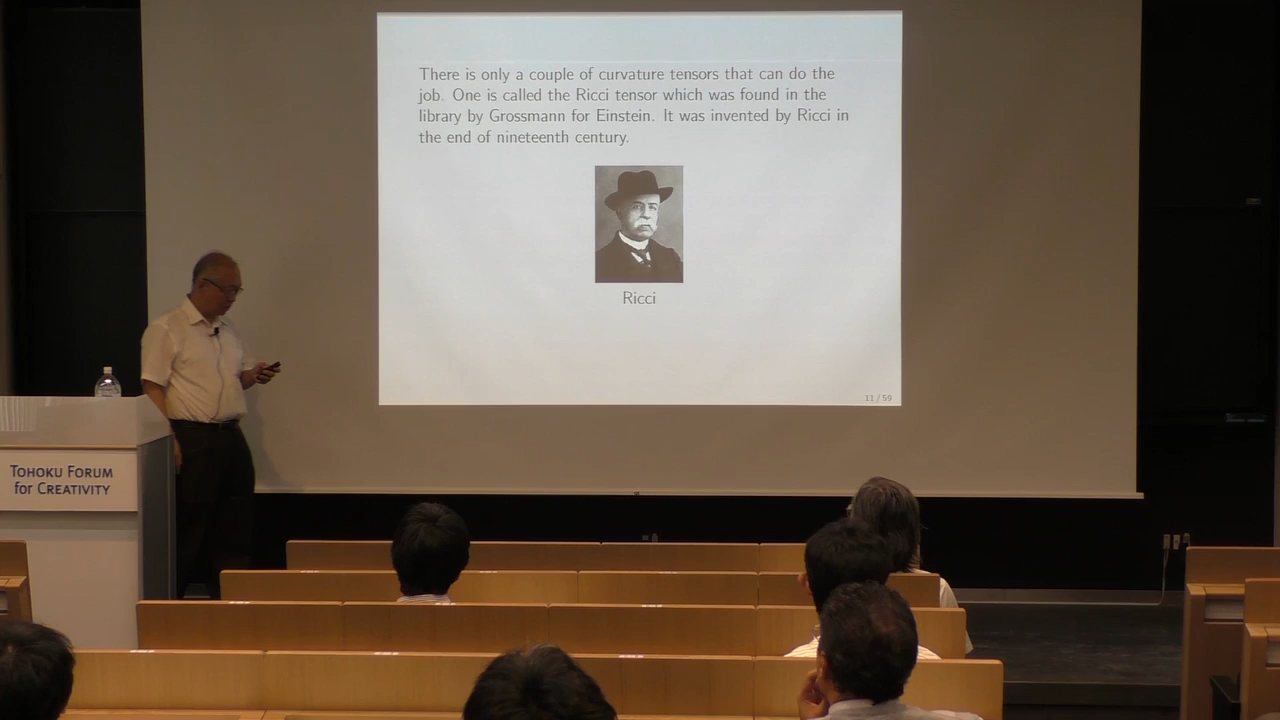 There is only a couple of curvature tensors that can do the
job. One is called the Ricci tensor which was found in the
library by Grossmann for Einstein. It was invented by Ricci in
the end of nineteenth century.
Ricci
11 / 59
TOHOKU FORUM
for CREATIVITY